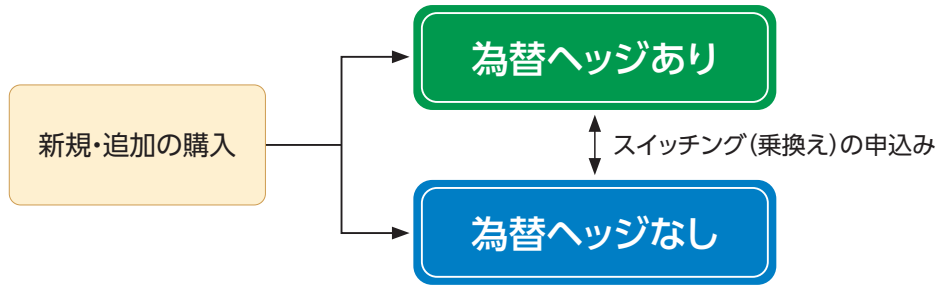 為替ヘッジあり
新規・追加の購入
スイッチング(乗換え)の申込み
為替ヘッジなし